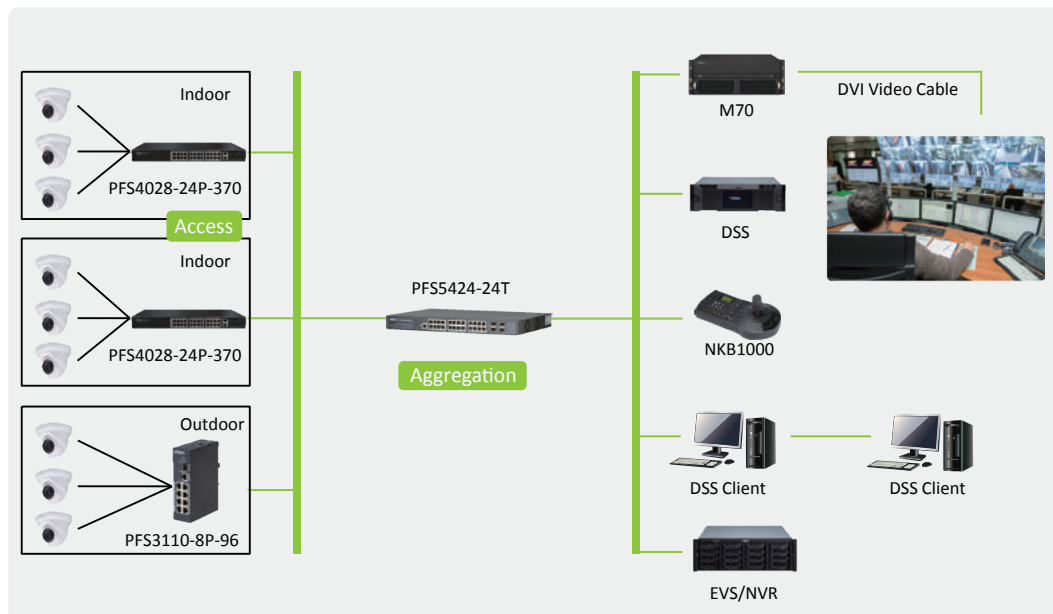 Indoor
PFS4028-24P-370
Access
Indoor
PFS4028-24P-370
Outdoor
PFS3110-8P-96
PFS5424-24T
Aggregation
M70
DVI Video Cable
DSS
NKB1000
DSS Client
DSS Client
EVS/NVR